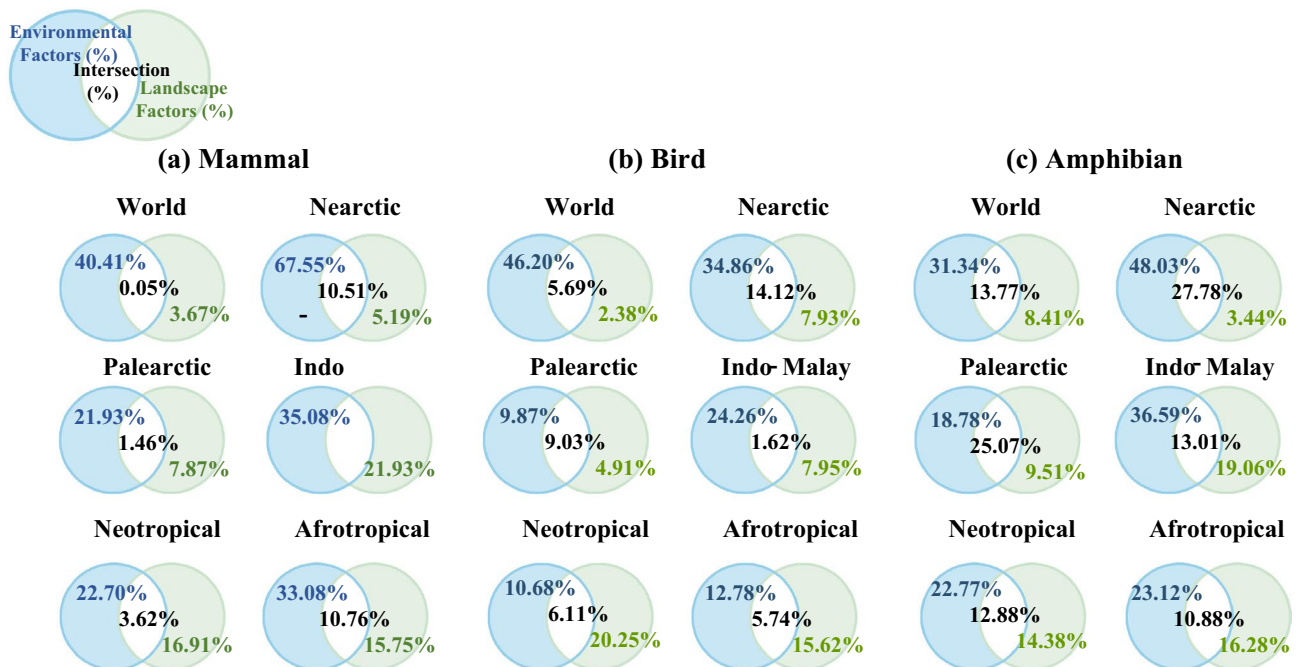 Environmental
Factors (%)
Intersection
(%)
Landscape
Factors (%)
(a) Mammal
(b) Bird
(c) Amphibian
World
Nearctic
World
Nearctic
World
Nearctic
40.41%
0.05%
3.67%
67.55%
10.51%
-
5.19%
46.20%
5.69%
2.38%
34.86%
14.12%
7.93%
31.34%
13.77%
8.41%
48.03%
27.78%
3.44%
Palearctic
Indo
Palearctic
Indo- Malay
Palearctic
Indo- Malay
21.93%
1.46%
7.87%
35.08%
21.93%
9.87%
9.03%
4.91%
24.26%
1.62%
7.95%
18.78%
25.07%
9.51%
36.59%
13.01%
19.06%
Neotropical
Afrotropical
Neotropical
Afrotropical
Neotropical
Afrotropical
22.70%
3.62%
16.91%
33.08%
10.76%
15.75%
10.68%
6.11%
20.25%
12.78%
5.74%
15.62%
22.77%
12.88%
14.38%
23.12%
10.88%
16.28%